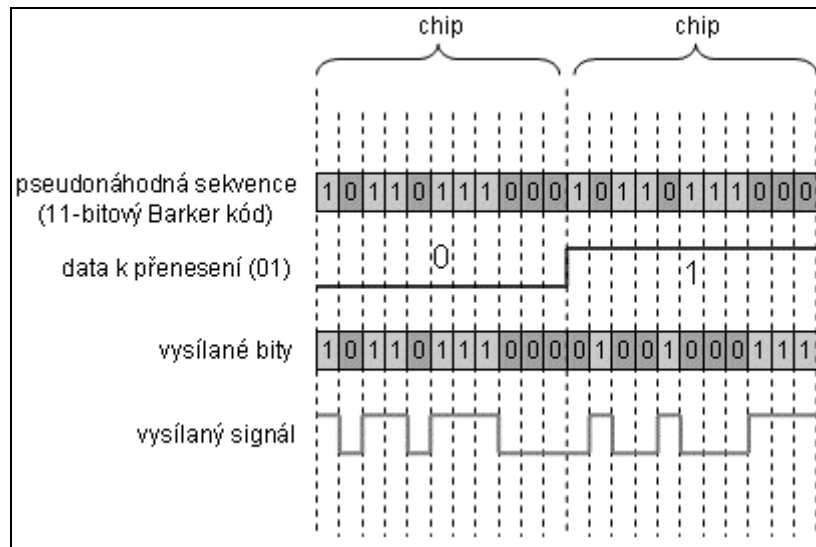 chip chip
pseudonáhodná sekvence
(11-bitový Barker kód)
1 0 1 1 0 1 1 1 0 0 0 1 0 1 1 0 1 1 1 0 0 0
data k přenesení (01)
0 1
vysílané bity
1 0 1 1 0 1 1 1 0 0 0 0 1 0 0 1 0 0 0 1 1 1
vysílaný signál